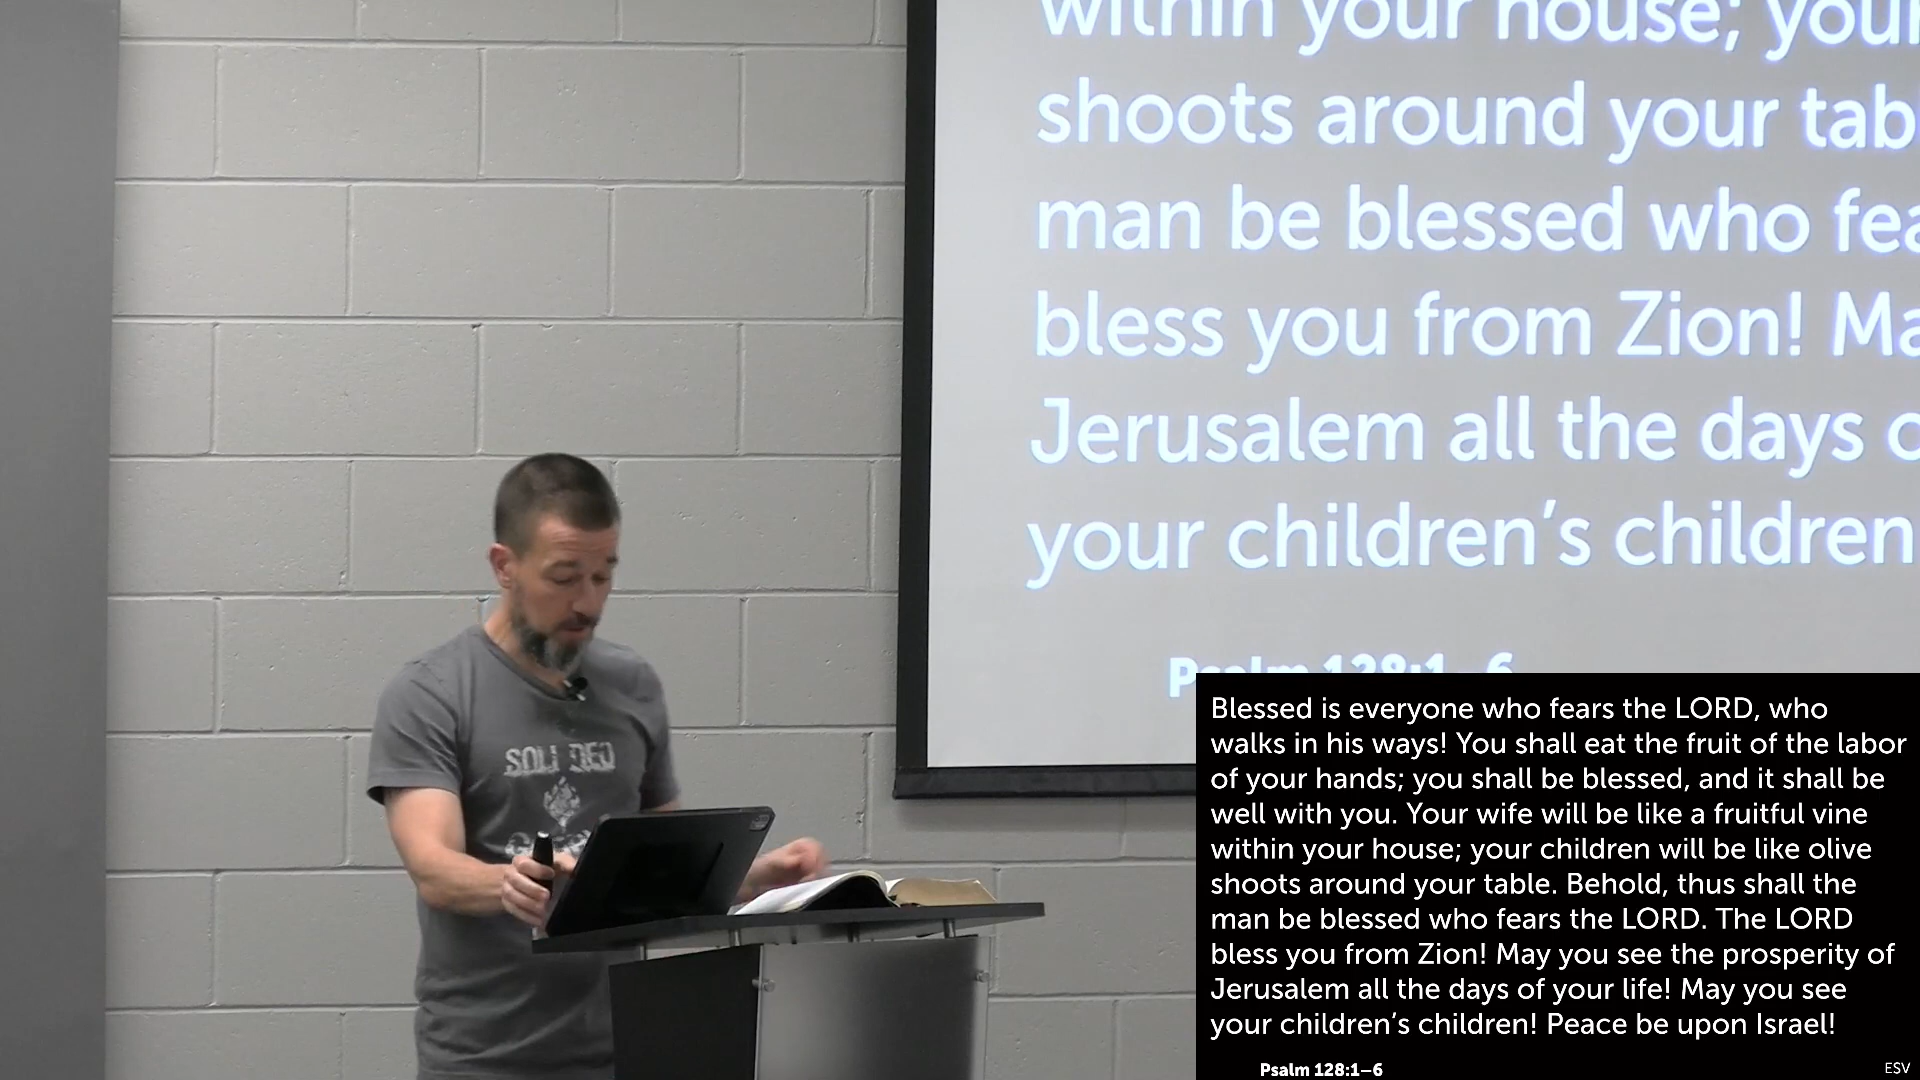 within your house; your
shoots around your tab
man be blessed who fea
bless you from Zion! Ma
Jerusalem all the days o
your children’s children
Psalm 128:1–6
SOLI DEO
Blessed is everyone who fears the LORD, who
walks in his ways! You shall eat the fruit of the labor
of your hands; you shall be blessed, and it shall be
well with you. Your wife will be like a fruitful vine
within your house; your children will be like olive
shoots around your table. Behold, thus shall the
man be blessed who fears the LORD. The LORD
bless you from Zion! May you see the prosperity of
Jerusalem all the days of your life! May you see
your children’s children! Peace be upon Israel!
Psalm 128:1–6
ESV